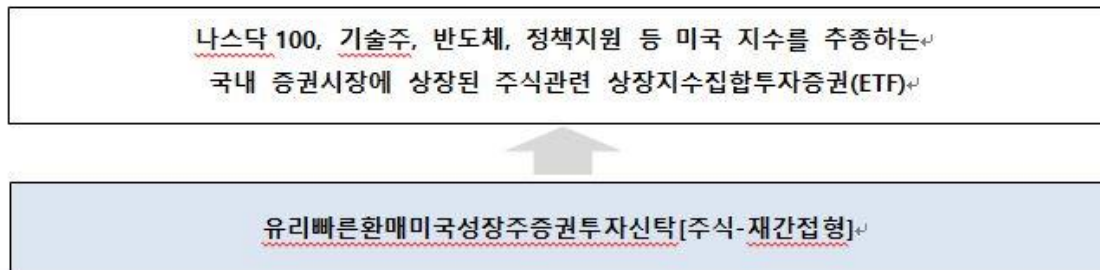 나스닥 100, 기술주, 반도체, 정책지원 등 미국 지수를 추종하는
국내 증권시장에 상장된 주식관련 상장지수집합투자증권(ETF)
유리빠른환매미국성장주증권투자신탁[주식-재간접형]